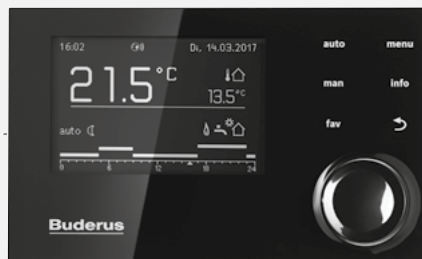 16:02 Di, 14.03.2017
21.5°C
13.5°C
auto
0 6 12 18 24
auto menu
man info
fav
Buderus